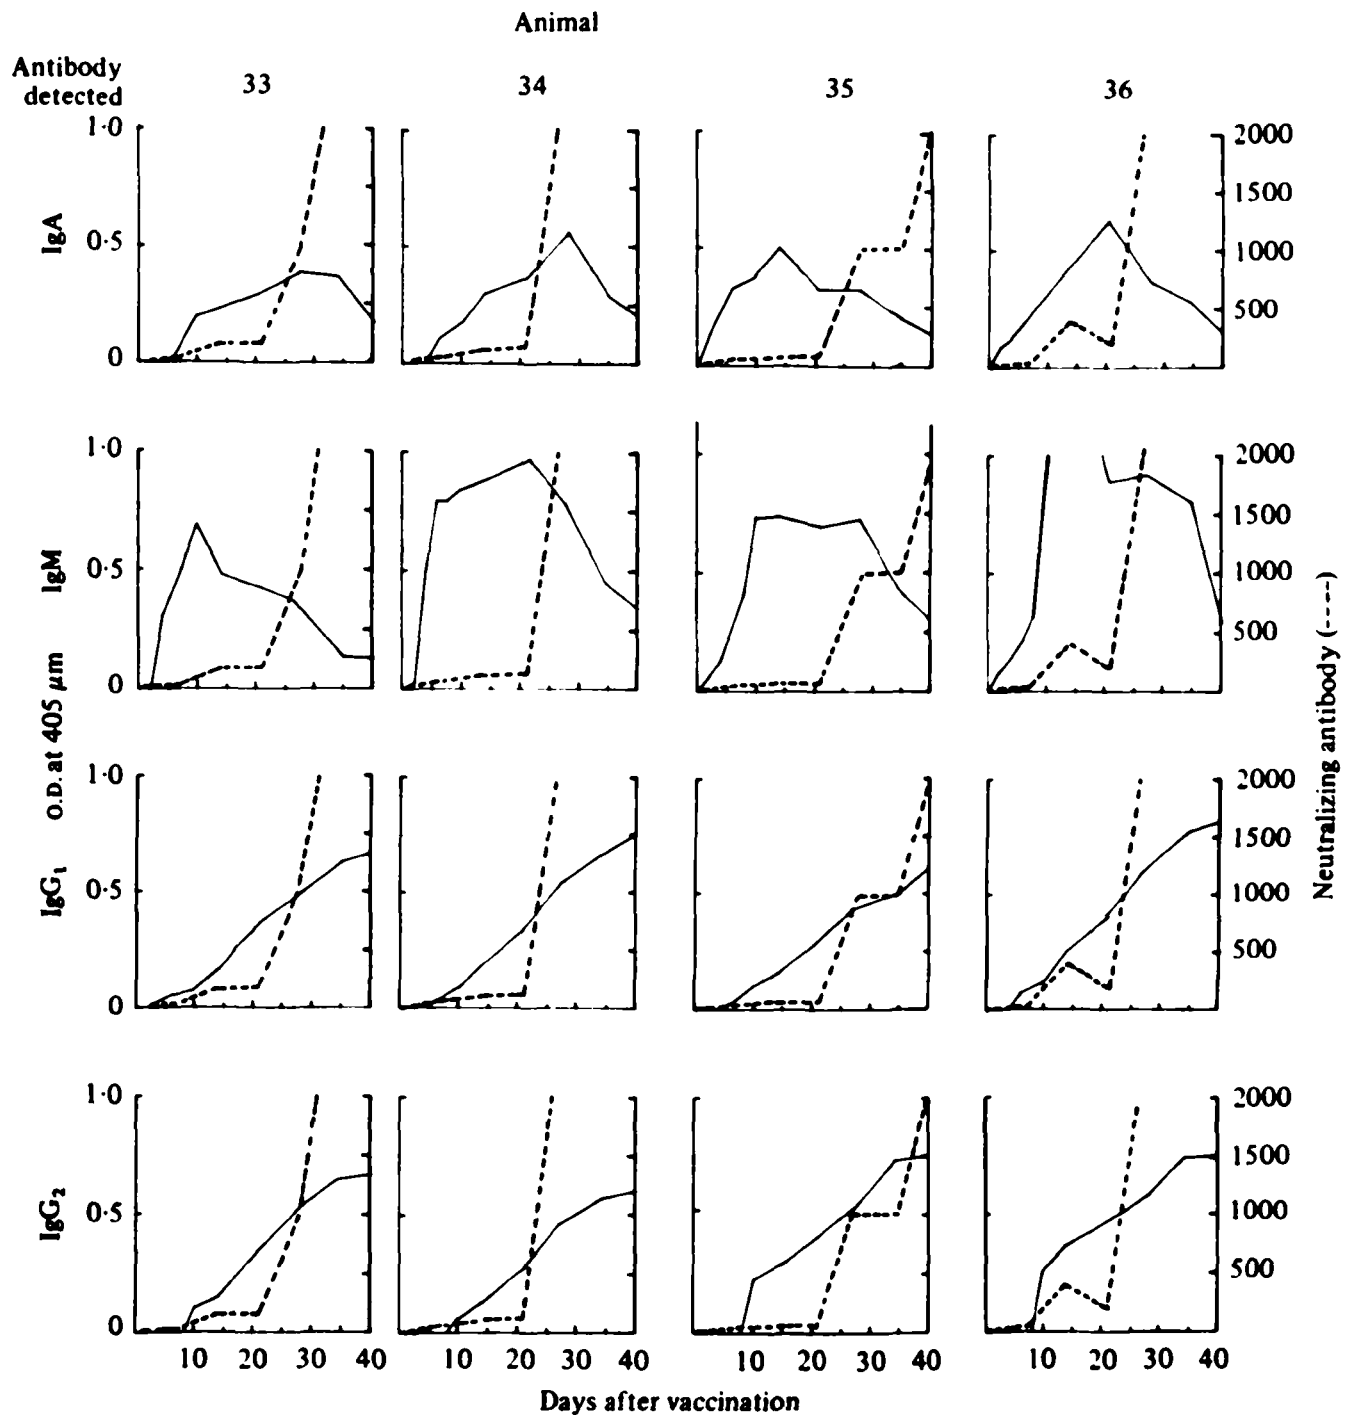 Animal
Antibody
detected
33 34 35 36
1·0 2000
1500
IgA 0·5 1000
500
0
1·0 2000
1500
IgM 0·5 1000
500
0
O.D. at 405 μm
Neutralizing antibody (----)
1·0 2000
1500
IgG₁ 0·5 1000
500
0
1·0 2000
1500
IgG₂ 0·5 1000
500
0
10 20 30 40 10 20 30 40 10 20 30 40 10 20 30 40
Days after vaccination